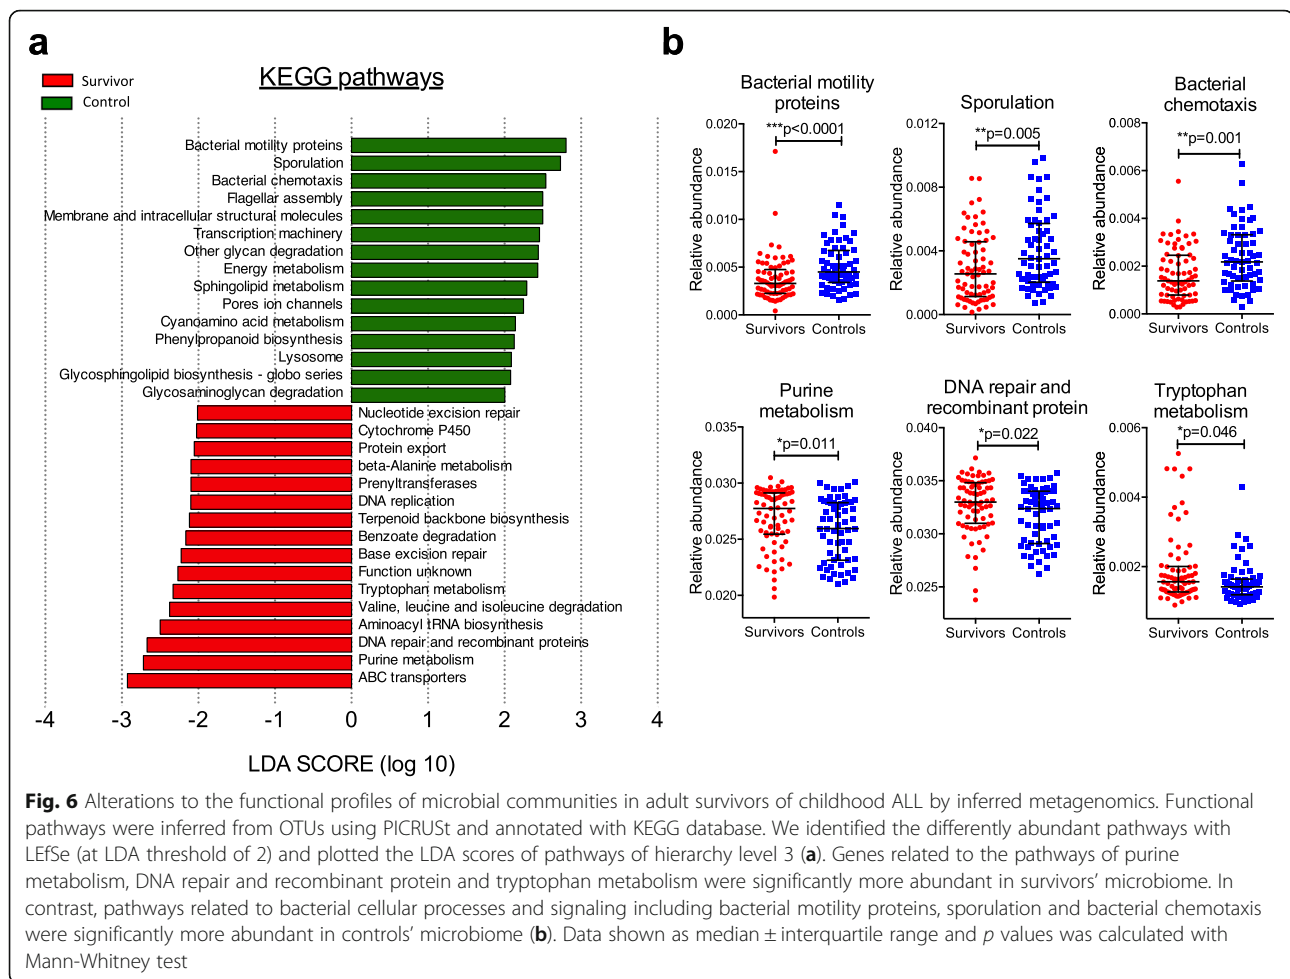 a
KEGG pathways
Survivor
Control
Bacterial motility proteins
Sporulation
Bacterial chemotaxis
Flagellar assembly
Membrane and intracellular structural molecules
Transcription machinery
Other glycan degradation
Energy metabolism
Sphingolipid metabolism
Pores ion channels
Cyanoamino acid metabolism
Phenylpropanoid biosynthesis
Lysosome
Glycosphingolipid biosynthesis - globo series
Glycosaminoglycan degradation
Nucleotide excision repair
Cytochrome P450
Protein export
beta-Alanine metabolism
Prenyltransferases
DNA replication
Terpenoid backbone biosynthesis
Benzoate degradation
Base excision repair
Function unknown
Tryptophan metabolism
Valine, leucine and isoleucine degradation
Aminoacyl tRNA biosynthesis
DNA repair and recombinant proteins
Purine metabolism
ABC transporters
-4 -3 -2 -1 0 1 2 3 4
LDA SCORE (log 10)
b
Bacterial motility
proteins
***p<0.0001
Relative abundance
0.020
0.015
0.010
0.005
0.000
Survivors Controls
Sporulation
**p=0.005
Relative abundance
0.012
0.008
0.004
0.000
Survivors Controls
Bacterial
chemotaxis
**p=0.001
Relative abundance
0.008
0.006
0.004
0.002
0.000
Survivors Controls
Purine
metabolism
*p=0.011
Relative abundance
0.035
0.030
0.025
0.020
Survivors Controls
DNA repair and
recombinant protein
*p=0.022
Relative abundance
0.040
0.035
0.030
0.025
Survivors Controls
Tryptophan
metabolism
*p=0.046
Relative abundance
0.006
0.004
0.002
Survivors Controls
Fig. 6 Alterations to the functional profiles of microbial communities in adult survivors of childhood ALL by inferred metagenomics. Functional
pathways were inferred from OTUs using PICRUSt and annotated with KEGG database. We identified the differently abundant pathways with
LEfSe (at LDA threshold of 2) and plotted the LDA scores of pathways of hierarchy level 3 (a). Genes related to the pathways of purine
metabolism, DNA repair and recombinant protein and tryptophan metabolism were significantly more abundant in survivors' microbiome. In
contrast, pathways related to bacterial cellular processes and signaling including bacterial motility proteins, sporulation and bacterial chemotaxis
were significantly more abundant in controls' microbiome (b). Data shown as median ± interquartile range and p values was calculated with
Mann-Whitney test